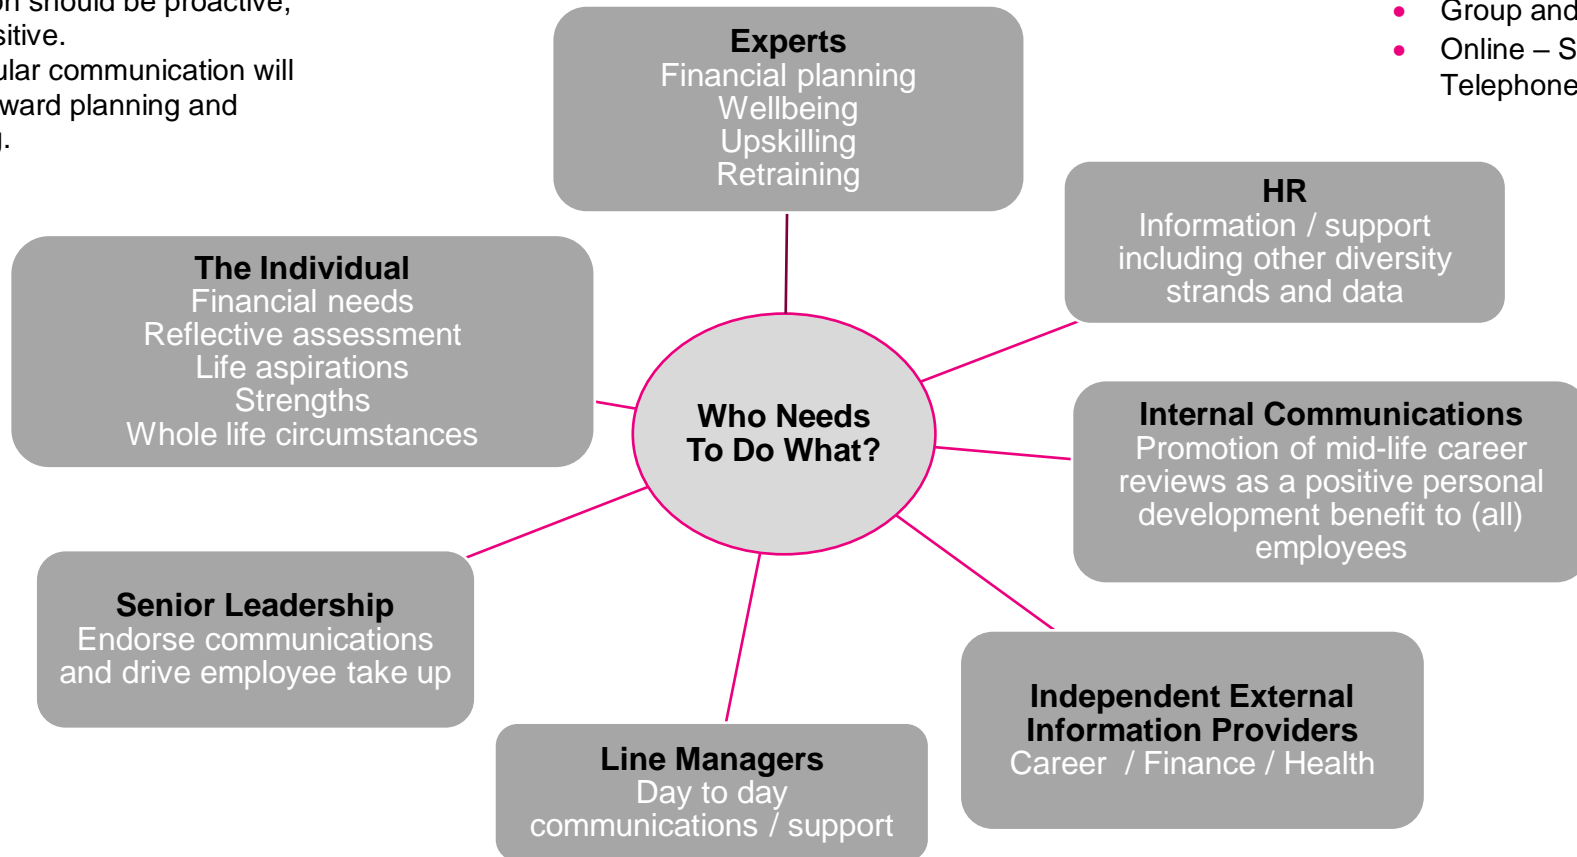 on should be proactive,
sitive.
ular communication will
ward planning and
Group and
Online – S
Telephone
Experts
Financial planning
Wellbeing
Upskilling
Retraining
HR
Information / support
including other diversity
strands and data
The Individual
Financial needs
Reflective assessment
Life aspirations
Strengths
Whole life circumstances
Who Needs
To Do What?
Internal Communications
Promotion of mid-life career
reviews as a positive personal
development benefit to (all)
employees
Senior Leadership
Endorse communications
and drive employee take up
Independent External
Information Providers
Career / Finance / Health
Line Managers
Day to day
communications / support